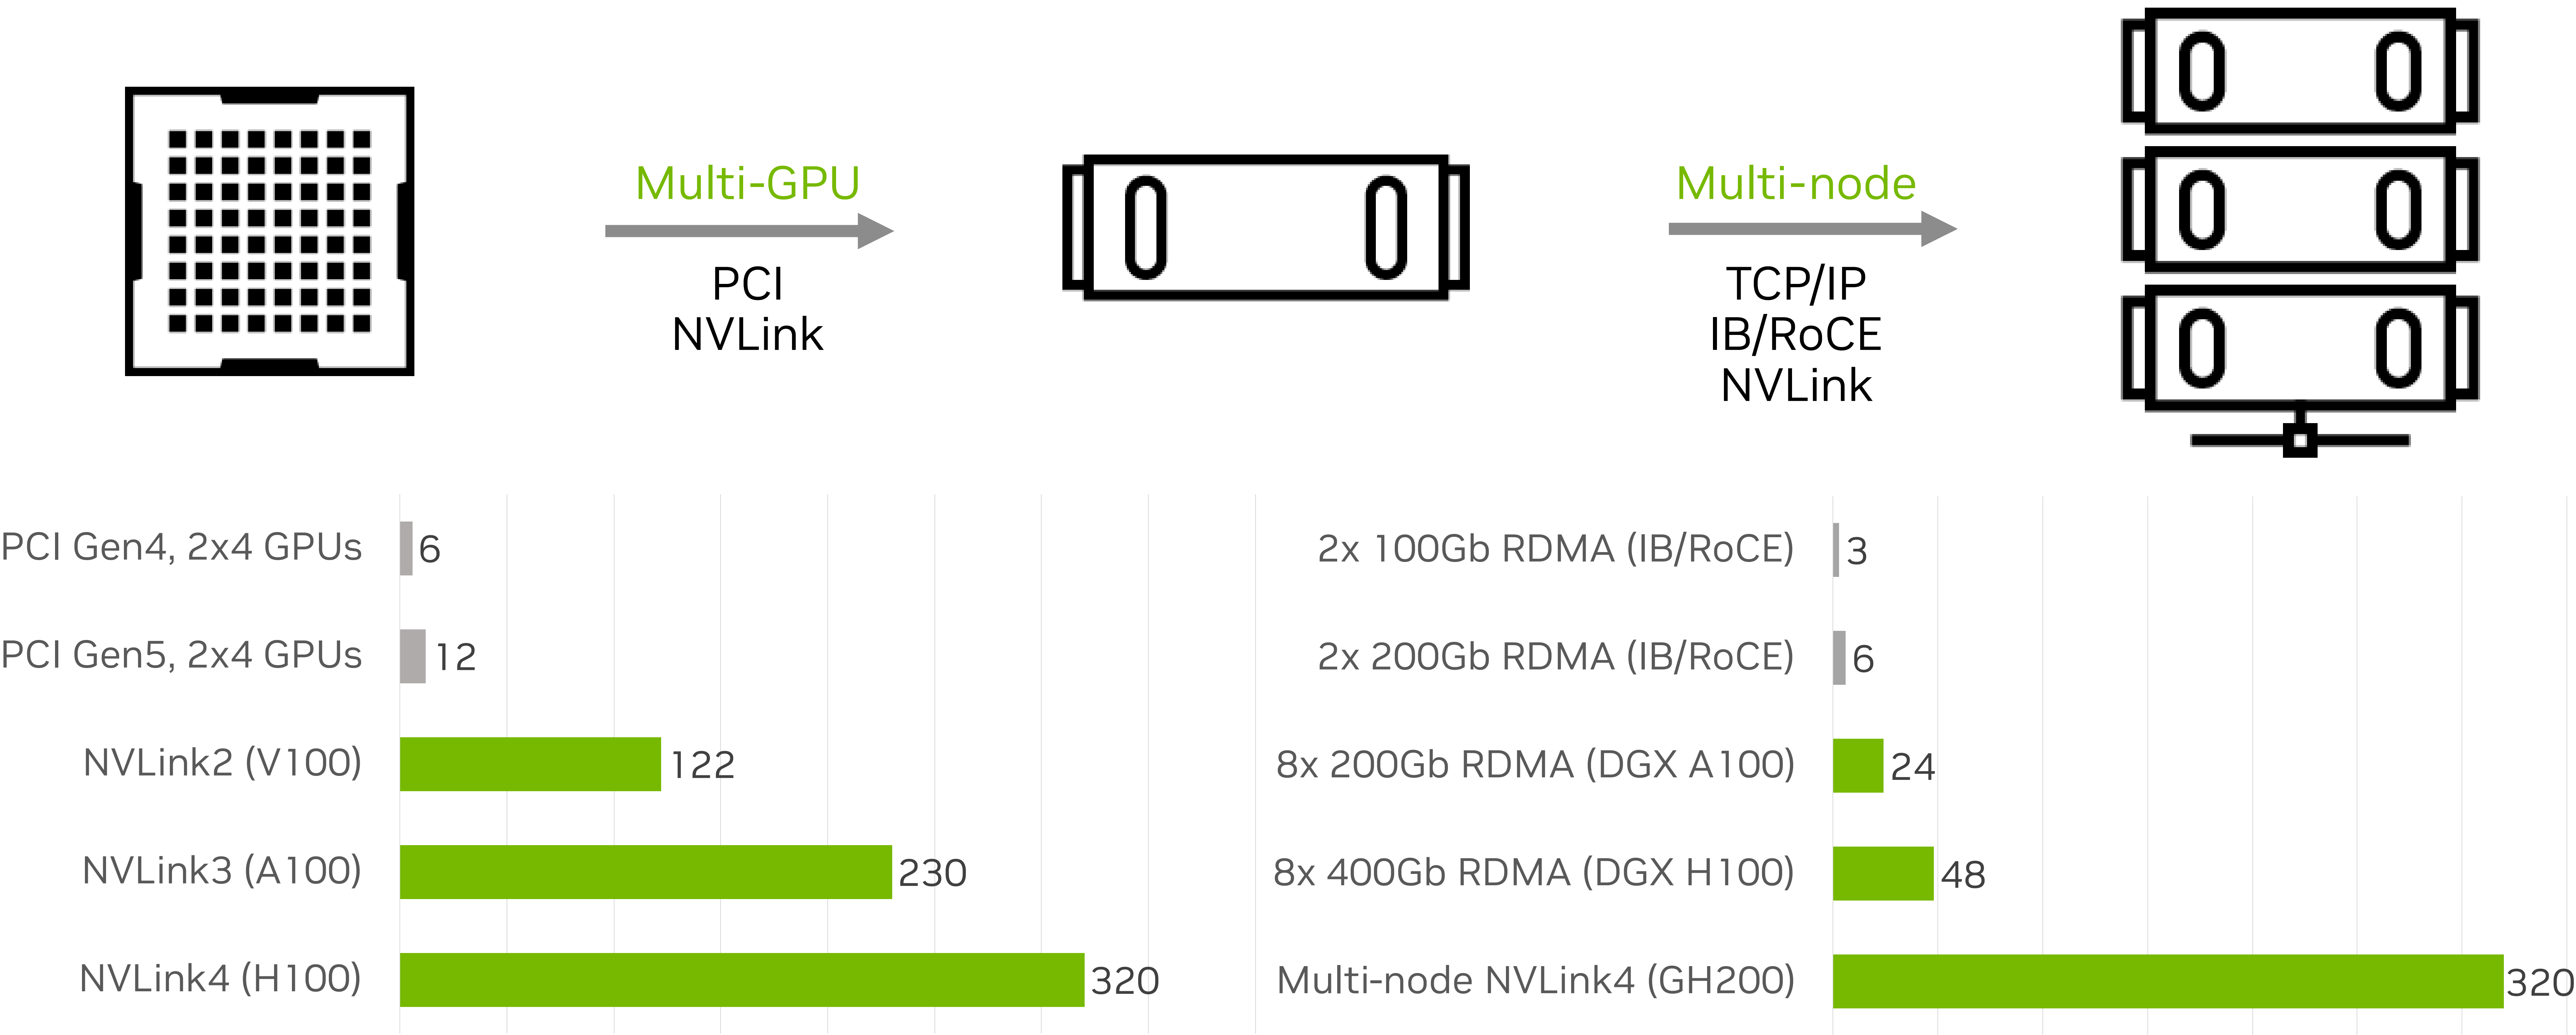 Multi-GPU
PCI
NVLink
Multi-node
TCP/IP
IB/RoCE
NVLink
PCI Gen4, 2x4 GPUs 6
PCI Gen5, 2x4 GPUs 12
NVLink2 (V100) 122
NVLink3 (A100) 230
NVLink4 (H100) 320
2x 100Gb RDMA (IB/RoCE) 3
2x 200Gb RDMA (IB/RoCE) 6
8x 200Gb RDMA (DGX A100) 24
8x 400Gb RDMA (DGX H100) 48
Multi-node NVLink4 (GH200) 320